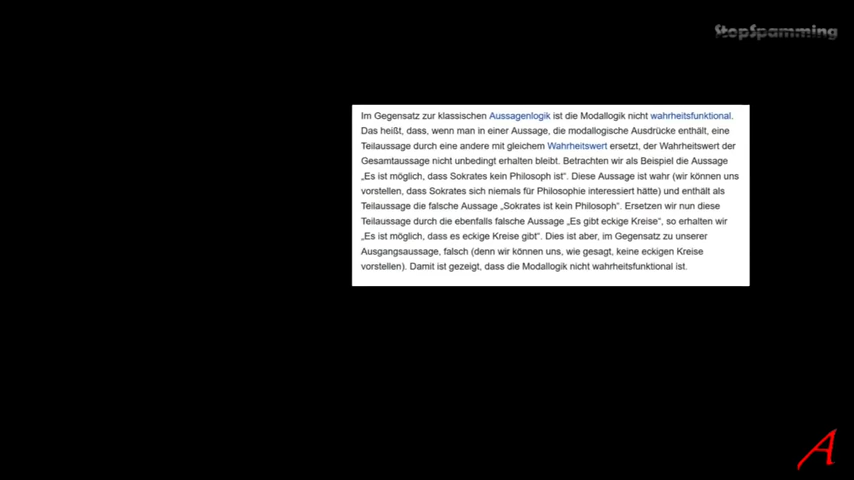 StopSpamming
Im Gegensatz zur klassischen Aussagenlogik ist die Modallogik nicht wahrheitsfunktional.
Das heißt, dass, wenn man in einer Aussage, die modallogische Ausdrücke enthält, eine
Teilaussage durch eine andere mit gleichem Wahrheitswert ersetzt, der Wahrheitswert der
Gesamtaussage nicht unbedingt erhalten bleibt. Betrachten wir als Beispiel die Aussage
„Es ist möglich, dass Sokrates kein Philosoph ist“. Diese Aussage ist wahr (wir können uns
vorstellen, dass Sokrates sich niemals für Philosophie interessiert hätte) und enthält als
Teilaussage die falsche Aussage „Sokrates ist kein Philosoph“. Ersetzen wir nun diese
Teilaussage durch die ebenfalls falsche Aussage „Es gibt eckige Kreise“, so erhalten wir
„Es ist möglich, dass es eckige Kreise gibt“. Dies ist aber, im Gegensatz zu unserer
Ausgangsaussage, falsch (denn wir können uns, wie gesagt, keine eckigen Kreise
vorstellen). Damit ist gezeigt, dass die Modallogik nicht wahrheitsfunktional ist.
A